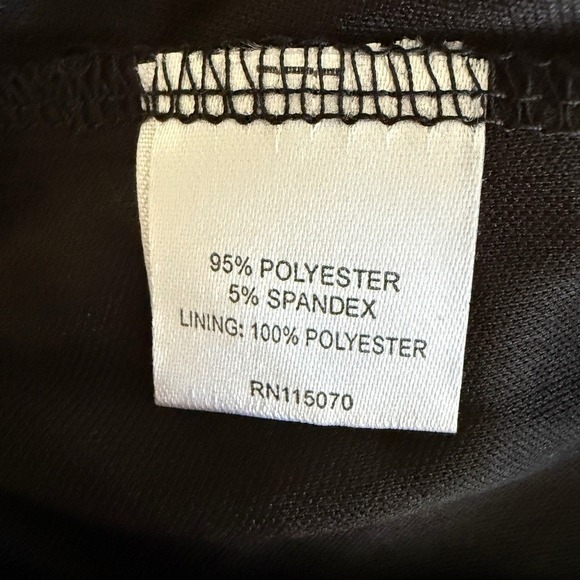 95% POLYESTER
5% SPANDEX
LINING: 100% POLYESTER
RN115070